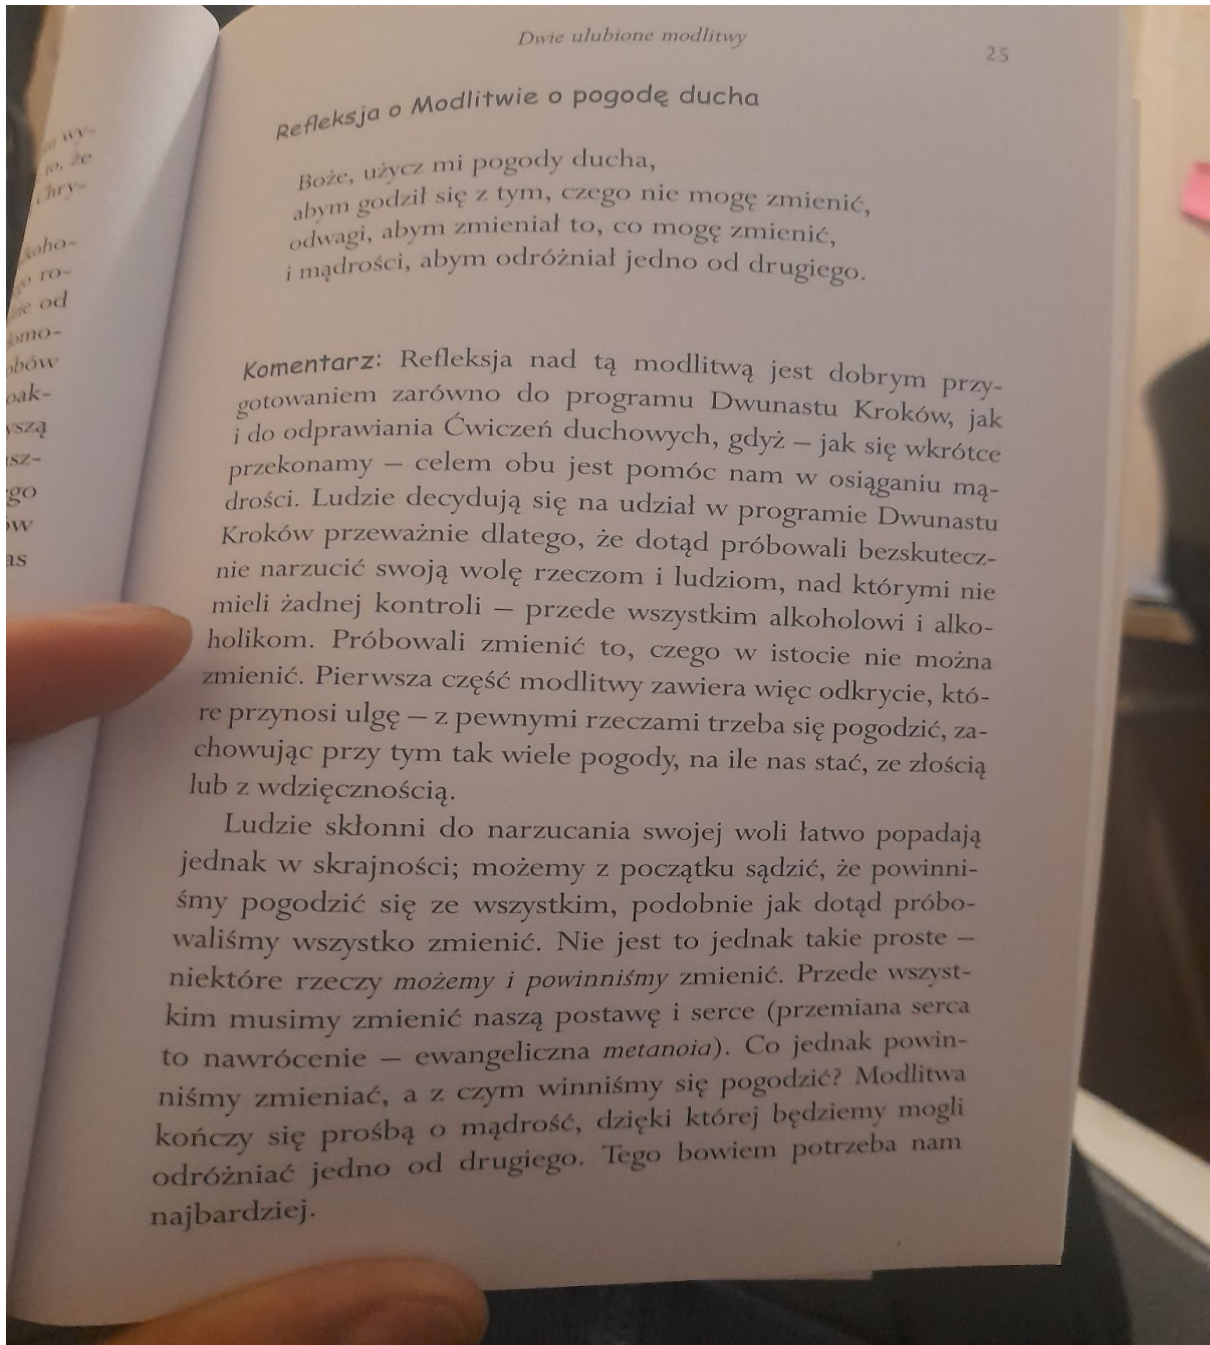 Dwie ulubione modlitwy
25
Refleksja o Modlitwie o pogodę ducha
Boże, użycz mi pogody ducha,
abym godził się z tym, czego nie mogę zmienić,
odwagi, abym zmieniał to, co mogę zmienić,
i mądrości, abym odróżniał jedno od drugiego.
Komentarz: Refleksja nad tą modlitwą jest dobrym przy-
gotowaniem zarówno do programu Dwunastu Kroków, jak
i do odprawiania Ćwiczeń duchowych, gdyż – jak się wkrótce
przekonamy – celem obu jest pomóc nam w osiąganiu mą-
drości. Ludzie decydują się na udział w programie Dwunastu
Kroków przeważnie dlatego, że dotąd próbowali bezskutecz-
nie narzucić swoją wolę rzeczom i ludziom, nad którymi nie
mieli żadnej kontroli – przede wszystkim alkoholowi i alko-
holikom. Próbowali zmienić to, czego w istocie nie można
zmienić. Pierwsza część modlitwy zawiera więc odkrycie, któ-
re przynosi ulgę – z pewnymi rzeczami trzeba się pogodzić, za-
chowując przy tym tak wiele pogody, na ile nas stać, ze złością
lub z wdzięcznością.
Ludzie skłonni do narzucania swojej woli łatwo popadają
jednak w skrajności; możemy z początku sądzić, że powinni-
śmy pogodzić się ze wszystkim, podobnie jak dotąd próbo-
waliśmy wszystko zmienić. Nie jest to jednak takie proste –
niektóre rzeczy możemy i powinniśmy zmienić. Przede wszyst-
kim musimy zmienić naszą postawę i serce (przemiana serca
to nawrócenie – ewangeliczna metanoia). Co jednak powin-
niśmy zmieniać, a z czym winniśmy się pogodzić? Modlitwa
kończy się prośbą o mądrość, dzięki której będziemy mogli
odróżniać jedno od drugiego. Tego bowiem potrzeba nam
najbardziej.